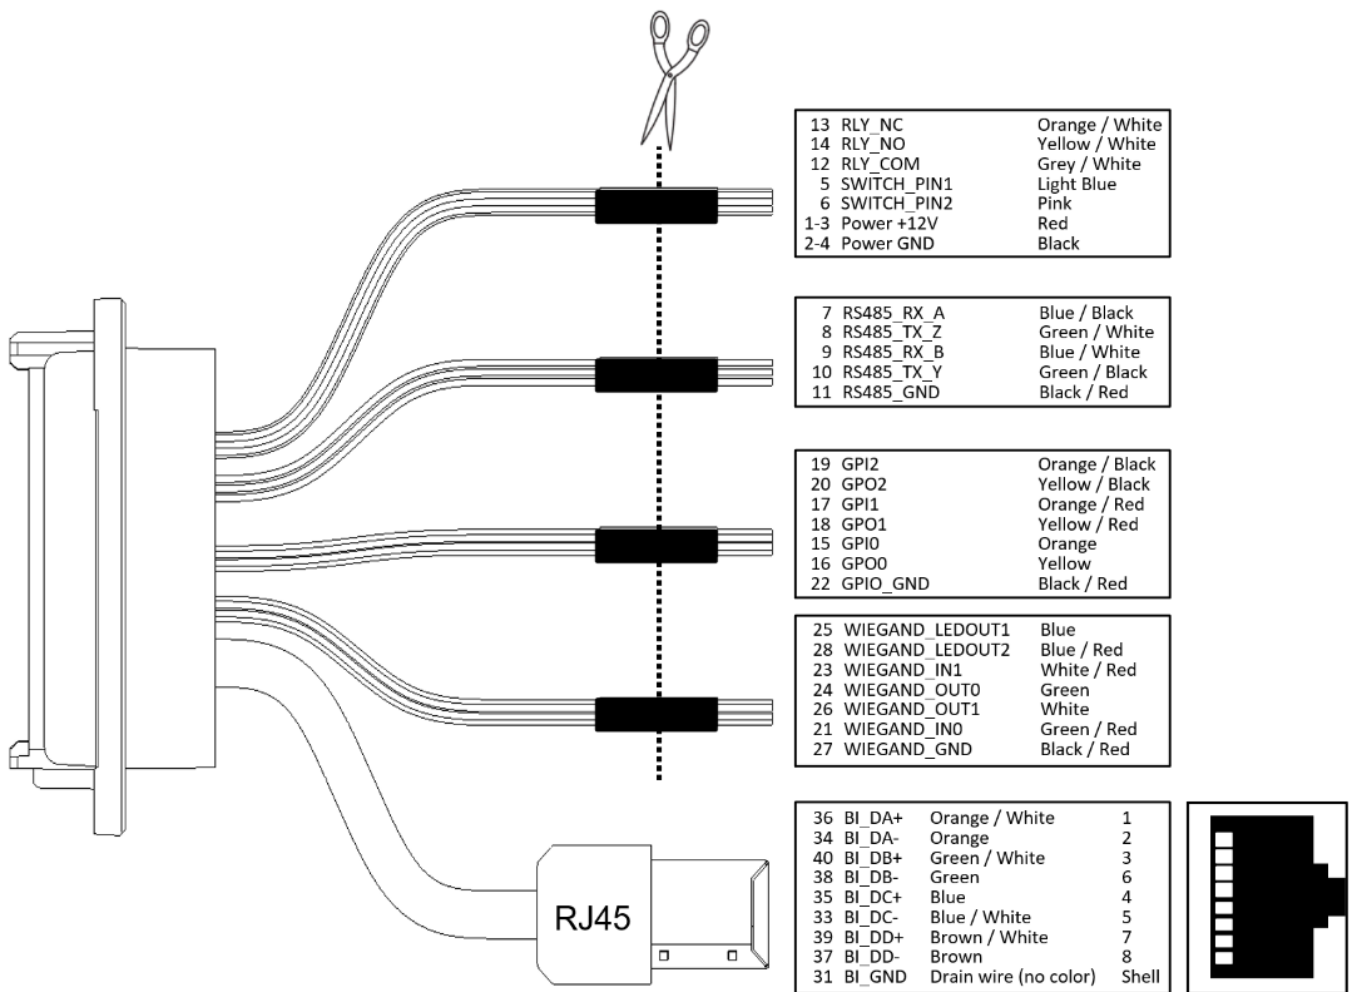 13 RLY_NC Orange / White
14 RLY_NO Yellow / White
12 RLY_COM Grey / White
5 SWITCH_PIN1 Light Blue
6 SWITCH_PIN2 Pink
1-3 Power +12V Red
2-4 Power GND Black
7 RS485_RX_A Blue / Black
8 RS485_TX_Z Green / White
9 RS485_RX_B Blue / White
10 RS485_TX_Y Green / Black
11 RS485_GND Black / Red
19 GPI2 Orange / Black
20 GPO2 Yellow / Black
17 GPI1 Orange / Red
18 GPO1 Yellow / Red
15 GPI0 Orange
16 GPO0 Yellow
22 GPIO_GND Black / Red
25 WIEGAND_LEDOUT1 Blue
28 WIEGAND_LEDOUT2 Blue / Red
23 WIEGAND_IN1 White / Red
24 WIEGAND_OUT0 Green
26 WIEGAND_OUT1 White
21 WIEGAND_IN0 Green / Red
27 WIEGAND_GND Black / Red
RJ45
36 BI_DA+ Orange / White 1
34 BI_DA- Orange 2
40 BI_DB+ Green / White 3
38 BI_DB- Green 6
35 BI_DC+ Blue 4
33 BI_DC- Blue / White 5
39 BI_DD+ Brown / White 7
37 BI_DD- Brown 8
31 BI_GND Drain wire (no color) Shell